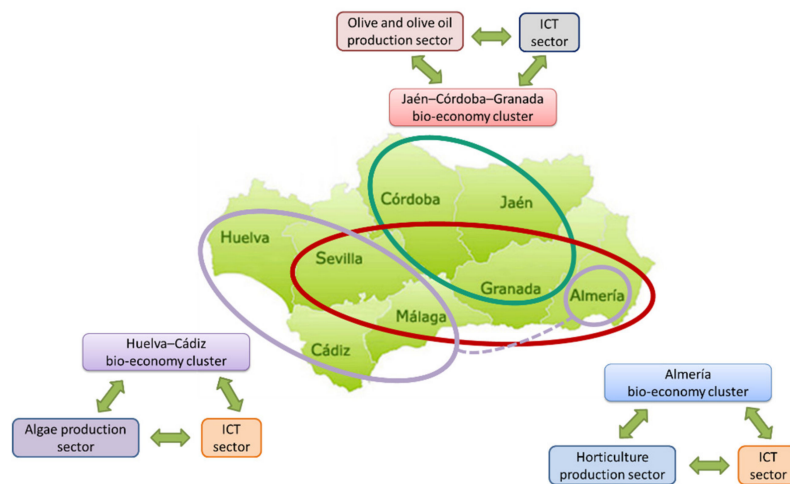 Olive and olive oil
production sector
ICT
sector
Jaén–Córdoba–Granada
bio-economy cluster
Córdoba
Jaén
Huelva
Sevilla
Granada
Almería
Málaga
Cádiz
Huelva–Cádiz
bio-economy cluster
Algae production
sector
ICT
sector
Almería
bio-economy cluster
Horticulture
production sector
ICT
sector